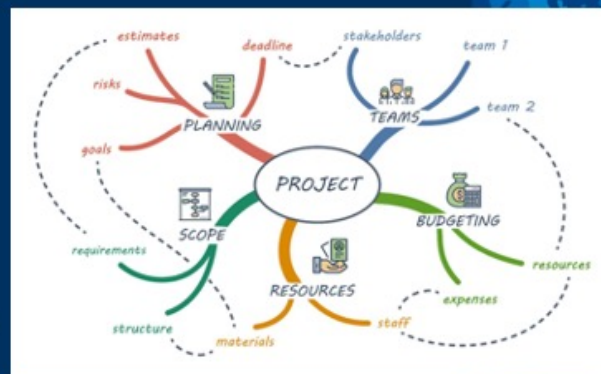 estimates
deadline
stakeholders
team 1
risks
team 2
PLANNING
TEAMS
goals
PROJECT
SCOPE
BUDGETING
requirements
resources
RESOURCES
expenses
structure
staff
materials